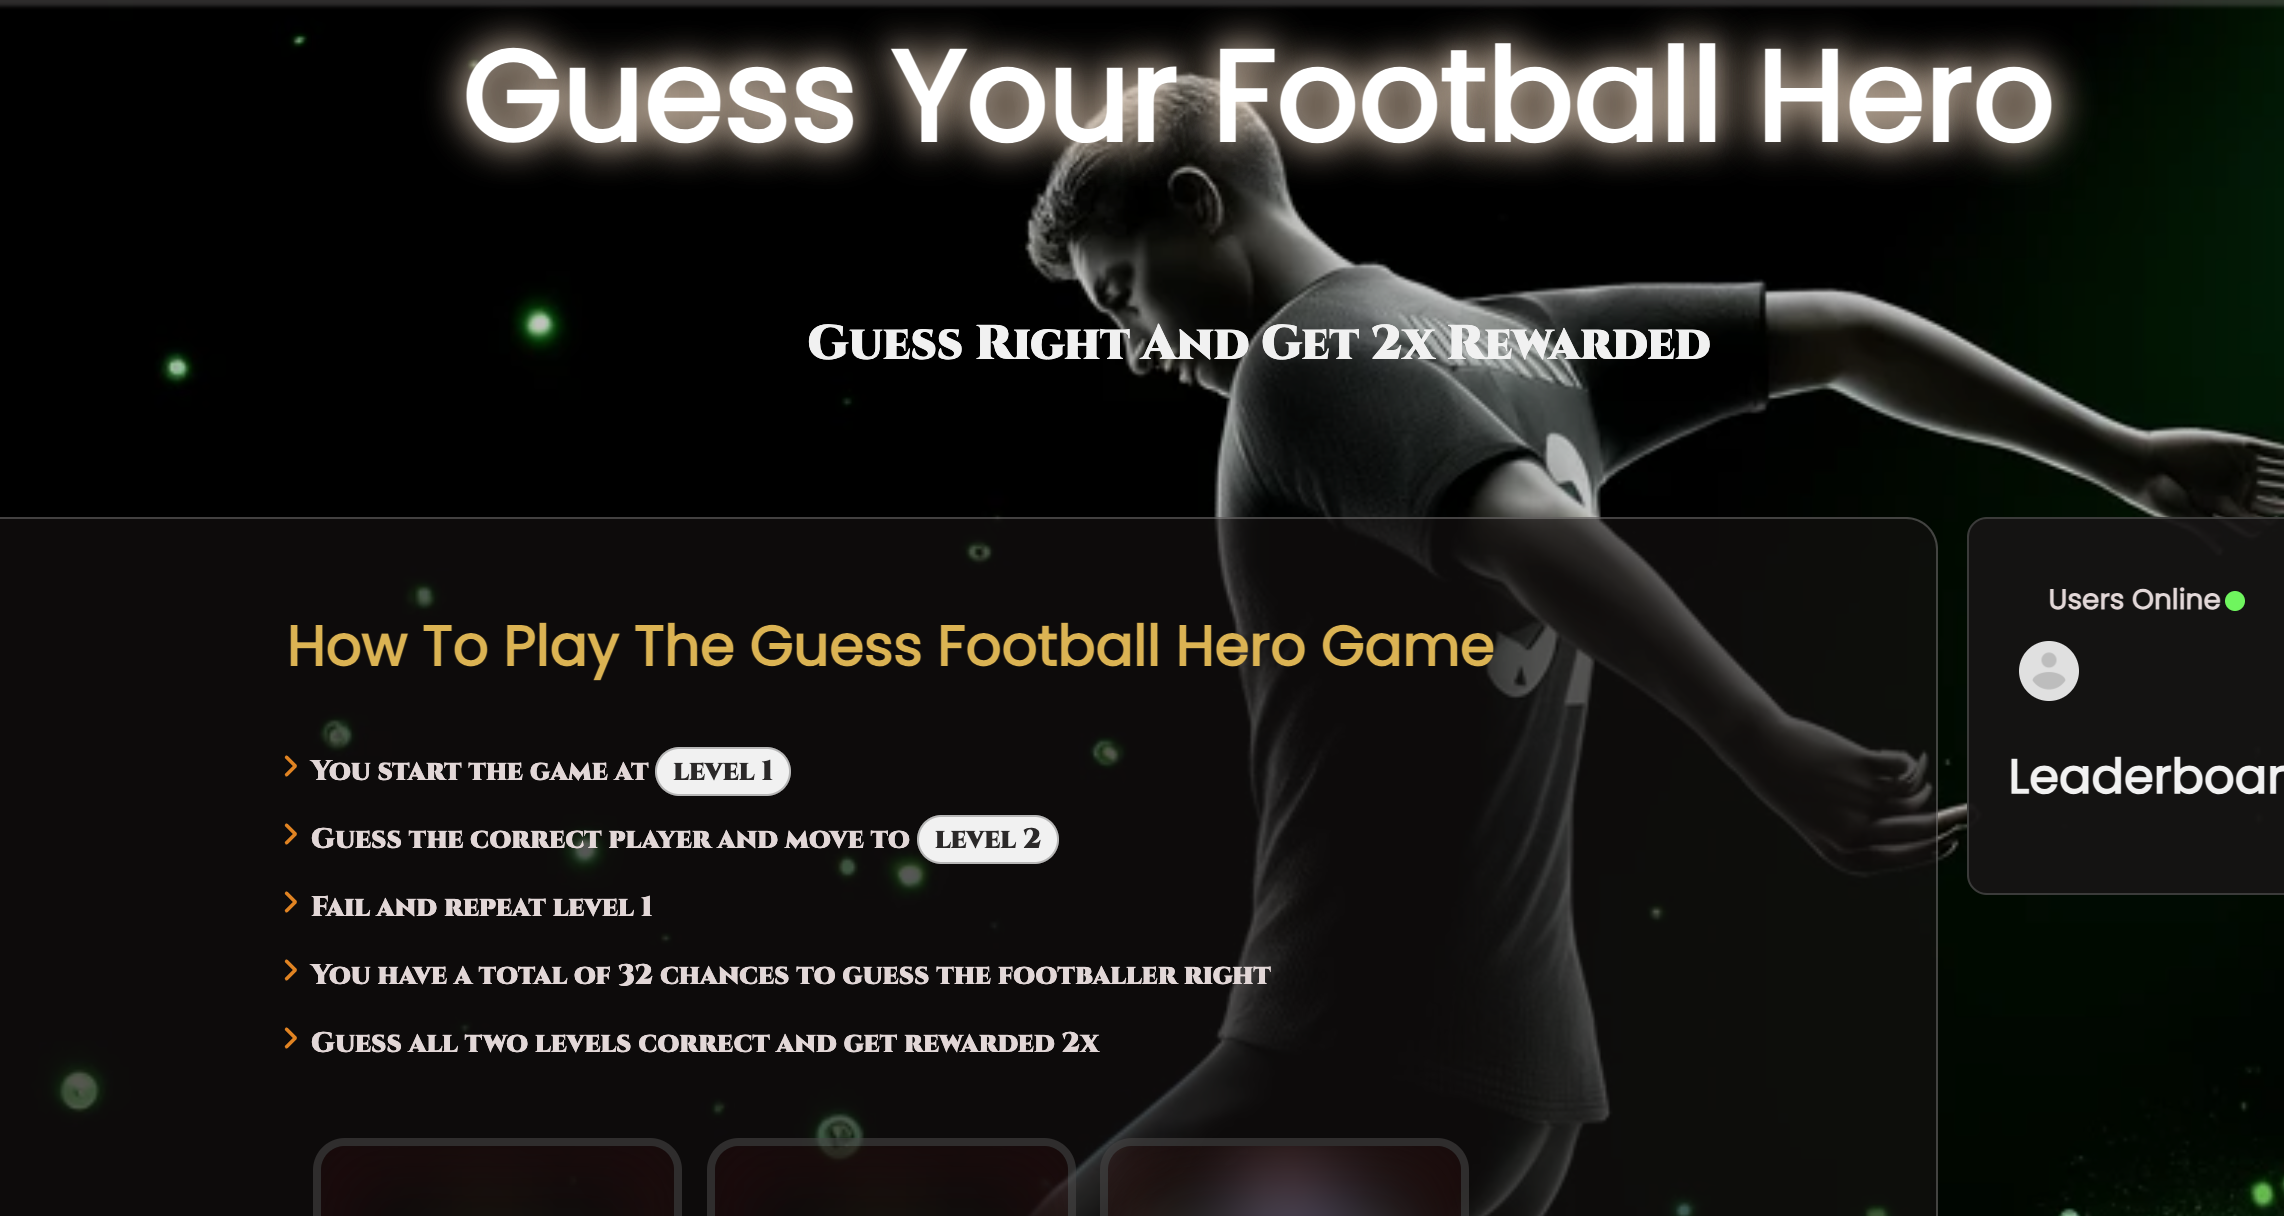 Guess Your Football Hero
Guess Right And Get 2x Rewarded
How To Play The Guess Football Hero Game
You start the game at level 1
Guess the correct player and move to level 2
Fail and repeat level 1
You have a total of 32 chances to guess the footballer right
Guess all two levels correct and get rewarded 2x
Users Online
Leaderboar